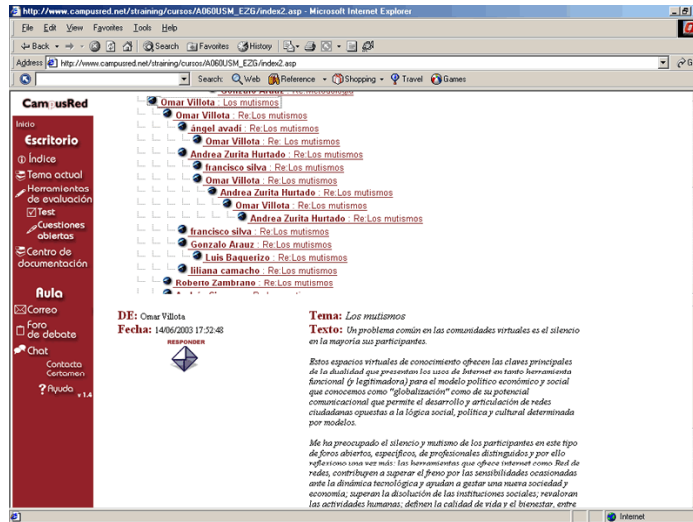 http://www.campusred.net/straining/cursos/A060USM_EZG/index2.asp - Microsoft Internet Explorer
File Edit View Favorites Tools Help
Back Search Favorites History
Address http://www.campusred.net/straining/cursos/A060USM_EZG/index2.asp G
Search: Web Reference Shopping Travel Games
CampusRed
Inicio
Escritorio
Índice
Tema actual
Herramientas
de evaluación
Test
Cuestiones
abiertas
Centro de
documentación
Aula
Correo
Foro
de debate
Chat
Contacta
Certamen
? Ayuda v 1.4
Gonzalo Arauz : Re:Metodología
Omar Villota : Los mutismos
Omar Villota : Re:Los mutismos
ángel avadí : Re:Los mutismos
Omar Villota : Re:Los mutismos
Andrea Zurita Hurtado : Re:Los mutismos
francisco silva : Re:Los mutismos
Omar Villota : Re:Los mutismos
Andrea Zurita Hurtado : Re:Los mutismos
Omar Villota : Re:Los mutismos
Andrea Zurita Hurtado : Re:Los mutismos
francisco silva : Re:Los mutismos
Gonzalo Arauz : Re:Los mutismos
Luis Baquerizo : Re:Los mutismos
liliana camacho : Re:Los mutismos
Roberto Zambrano : Re:Los mutismos
DE: Omar Villota
Fecha: 14/06/2003 17:52:48
RESPONDER
Tema: Los mutismos
Texto: Un problema común en las comunidades virtuales es el silencio
en la mayoría sus participantes.
Estos espacios virtuales de conocimiento ofrecen las claves principales
de la dualidad que presentan los usos de Internet en tanto herramienta
funcional (y legitimadora) para el modelo político económico y social
que conocemos como "globalización" como de su potencial
comunicacional que permite el desarrollo y articulación de redes
ciudadanas opuestas a la lógica social, política y cultural determinada
por modelos.
Me ha preocupado el silencio y mutismo de los participantes en este tipo
de foros abiertos, específicos, de profesionales distinguidos y por ello
reflexiono una vez más: las herramientas que ofrece internet como Red de
redes, contribuyen a superar el freno por las sensibilidades ocasionadas
ante la dinámica tecnológica y ayudan a gestar una nueva sociedad y
economía; superan la disolución de las instituciones sociales; revaloran
las actividades humanas; definen la calidad de vida y el bienestar, entre
Internet